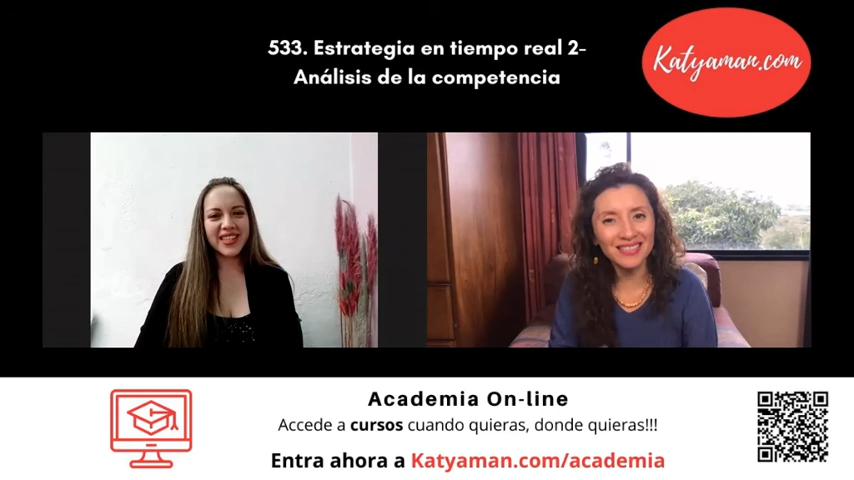 533. Estrategia en tiempo real 2-
Análisis de la competencia
Katyaman.com
Academia On-line
Accede a cursos cuando quieras, donde quieras!!!
Entra ahora a Katyaman.com/academia